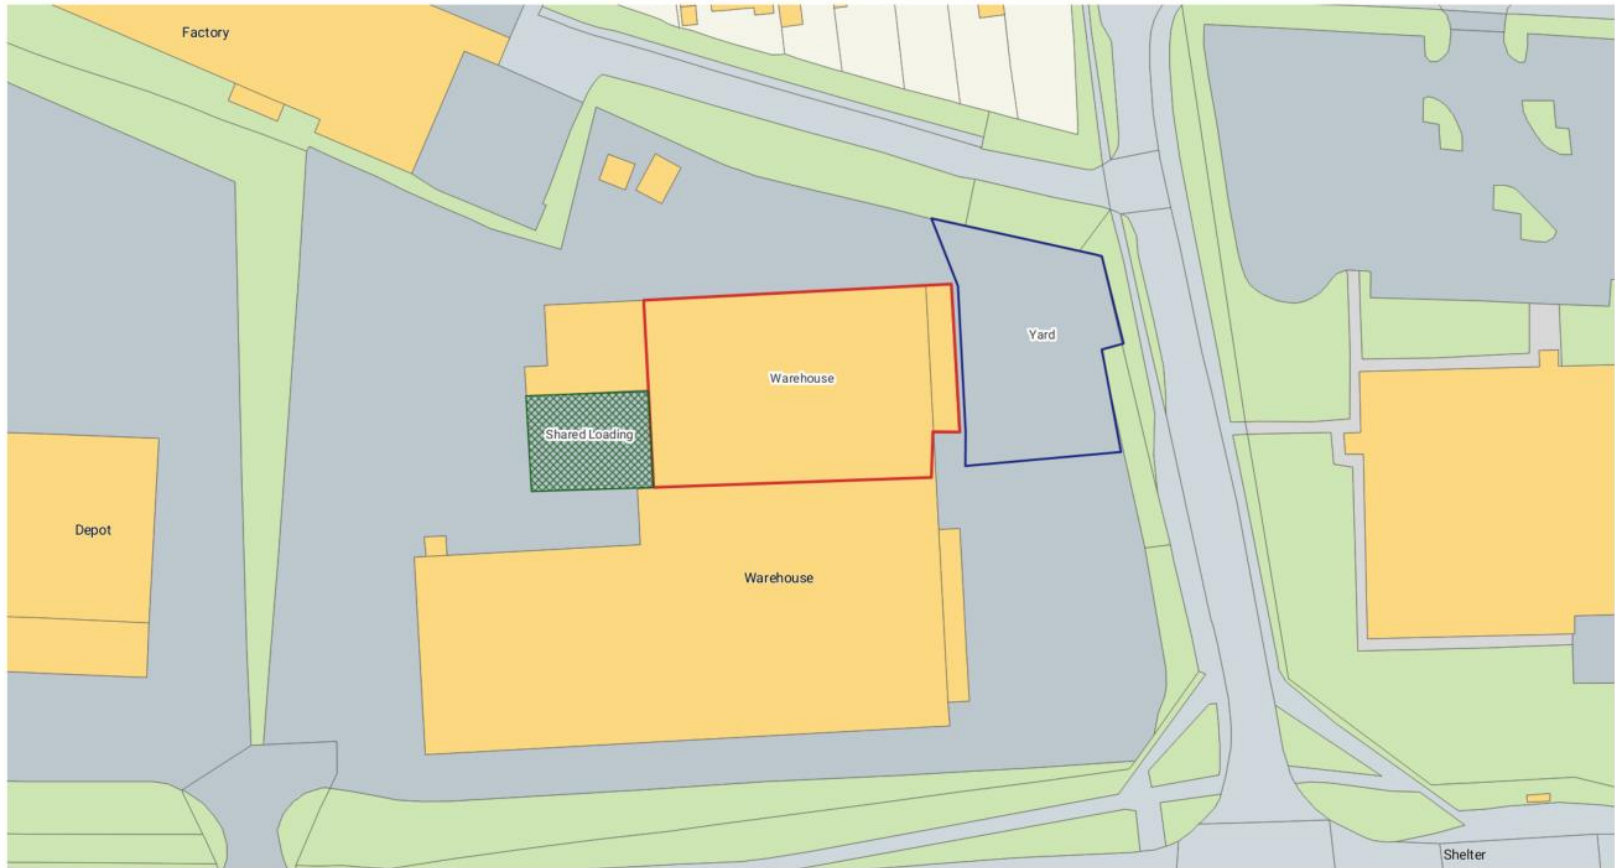 Factory
Yard
Warehouse
Shared Loading
Depot
Warehouse
Shelter